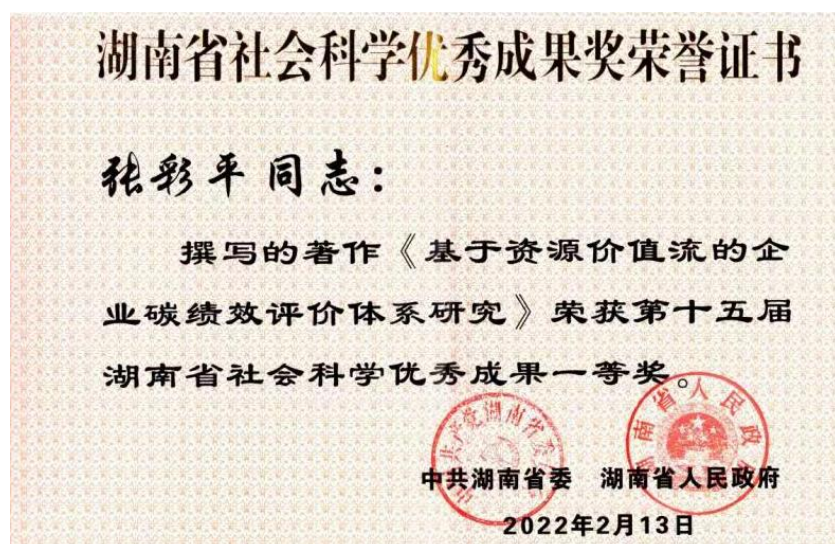 湖南省社会科学优秀成果奖荣誉证书
张彩平同志：
撰写的著作《基于资源价值流的企
业碳绩效评价体系研究》荣获第十五届
湖南省社会科学优秀成果一等奖。
中共湖南省委 湖南省人民政府
2022年2月13日